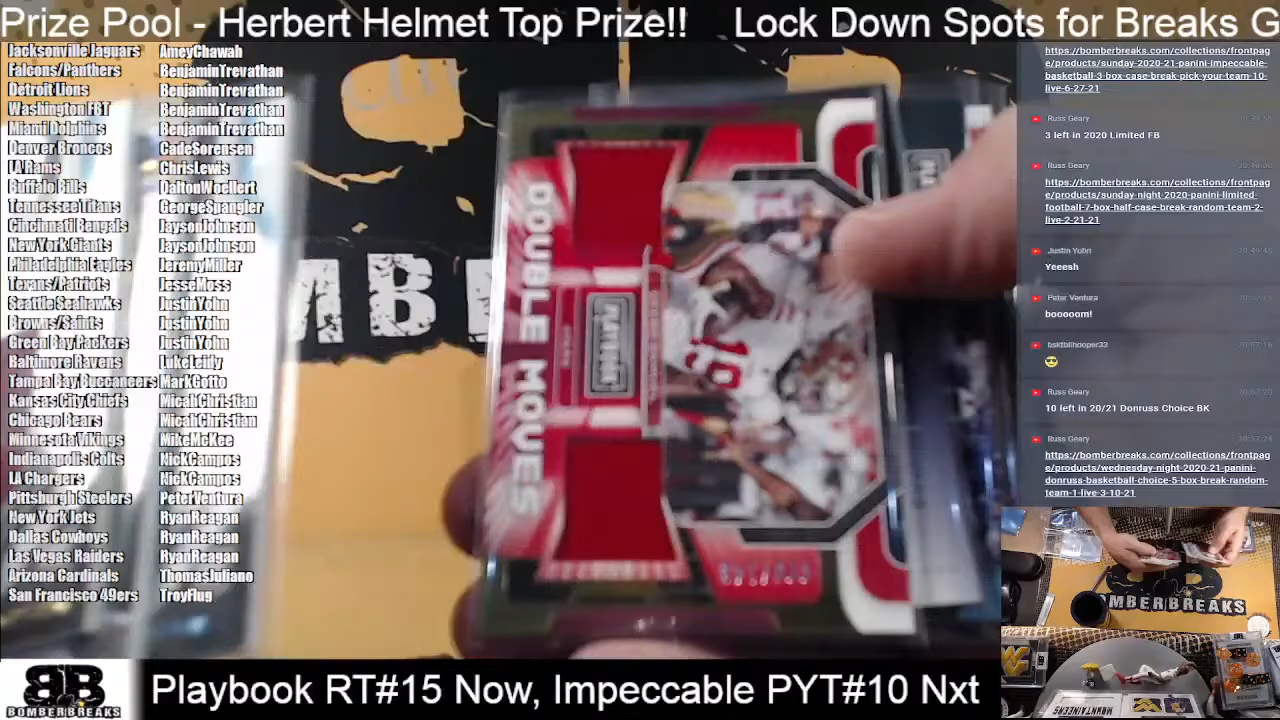 Prize Pool - Herbert Helmet Top Prize!! Lock Down Spots for Breaks G
Jacksonville Jaguars AmeyChawah
Falcons/Panthers BenjaminTrevathan
Detroit Lions BenjaminTrevathan
Washington FBT BenjaminTrevathan
Miami Dolphins BenjaminTrevathan
Denver Broncos CadeSorensen
LA Rams ChrisLewis
Buffalo Bills DaltonWoellert
Tennessee Titans GeorgeSpangler
Cincinnati Bengals JaysonJohnson
New York Giants JaysonJohnson
Philadelphia Eagles JeremyMiller
Texans/Patriots JesseMoss
Seattle Seahawks JustinYohn
Browns/Saints JustinYohn
Green Bay Packers JustinYohn
Baltimore Ravens LukeLeilly
Tampa Bay Buccaneers MarkCotto
Kansas City Chiefs MicahChristian
Chicago Bears MicahChristian
Minnesota Vikings MikeMcKee
Indianapolis Colts NickCampos
LA Chargers NickCampos
Pittsburgh Steelers PeterVentura
New York Jets RyanReagan
Dallas Cowboys RyanReagan
Las Vegas Raiders RyanReagan
Arizona Cardinals ThomasJuliano
San Francisco 49ers TroyFlug
DOUBLE MOVES
PLAYBOOK
MB
https://bomberbreaks.com/collections/frontpag
e/products/sunday-2020-21-panini-impeccable-
basketball-3-box-case-break-pick-your-team-10-
live-6-27-21
Russ Geary
3 left in 2020 Limited FB
Russ Geary
https://bomberbreaks.com/collections/frontpag
e/products/sunday-night-2020-panini-limited-
football-7-box-half-case-break-random-team-2-
live-2-21-21
Justin Yohn
Yeeesh
Peter Ventura
booooom!
bsktbllhooper33
Russ Geary
10 left in 20/21 Donruss Choice BK
Russ Geary
https://bomberbreaks.com/collections/frontpag
e/products/wednesday-night-2020-21-panini-
donruss-basketball-choice-5-box-break-random-
team-1-live-3-10-21
OMBERBREAKS
MOUNTAINEERS
BB
BOMBERBREAKS
Playbook RT#15 Now, Impeccable PYT#10 Nxt